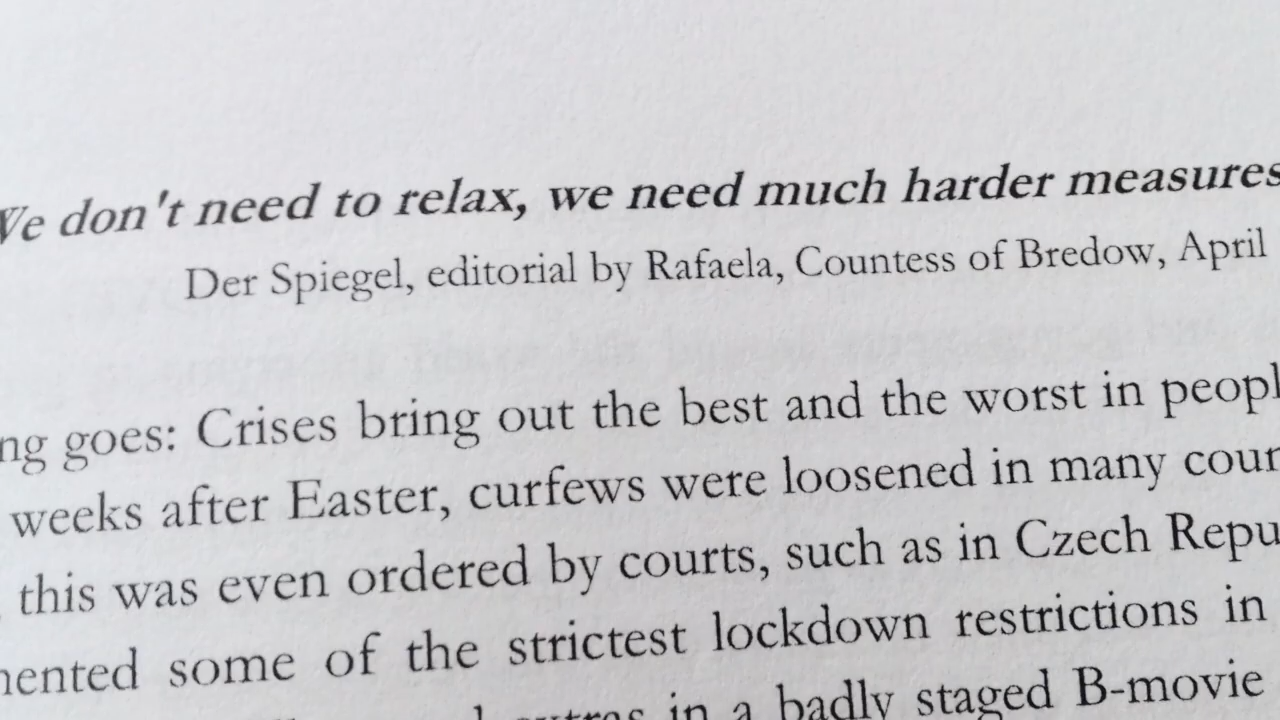 We don't need to relax, we need much harder measures
Der Spiegel, editorial by Rafaela, Countess of Bredow, April
ng goes: Crises bring out the best and the worst in peopl
weeks after Easter, curfews were loosened in many cour
this was even ordered by courts, such as in Czech Repu
nented some of the strictest lockdown restrictions in
in a badly staged B-movie